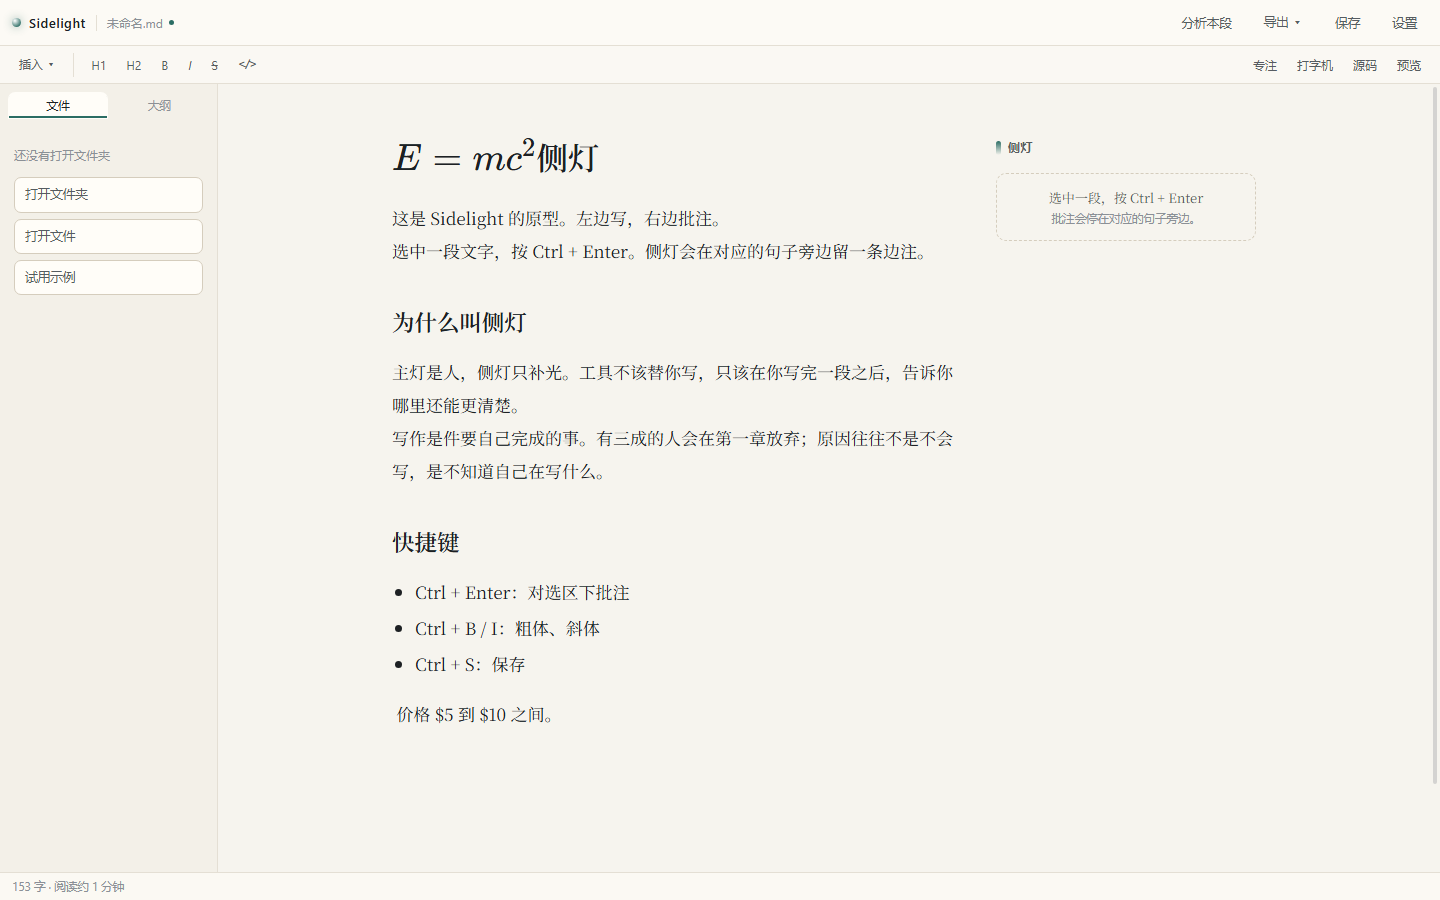 Sidelight 未命名.md
分析本段 导出 保存 设置
插入 H1 H2 B I S </> 专注 打字机 源码 预览
文件 大纲
还没有打开文件夹
打开文件夹
打开文件
试用示例
E = mc²侧灯
这是 Sidelight 的原型。左边写，右边批注。
选中一段文字，按 Ctrl + Enter。侧灯会在对应的句子旁边留一条边注。
为什么叫侧灯
主灯是人，侧灯只补光。工具不该替你写，只该在你写完一段之后，告诉你
哪里还能更清楚。
写作是件要自己完成的事。有三成的人会在第一章放弃；原因往往不是不会
写，是不知道自己在写什么。
快捷键
• Ctrl + Enter：对选区下批注
• Ctrl + B / I：粗体、斜体
• Ctrl + S：保存
价格 $5 到 $10 之间。
侧灯
选中一段，按 Ctrl + Enter
批注会停在对应的句子旁边。
153 字 · 阅读约 1 分钟